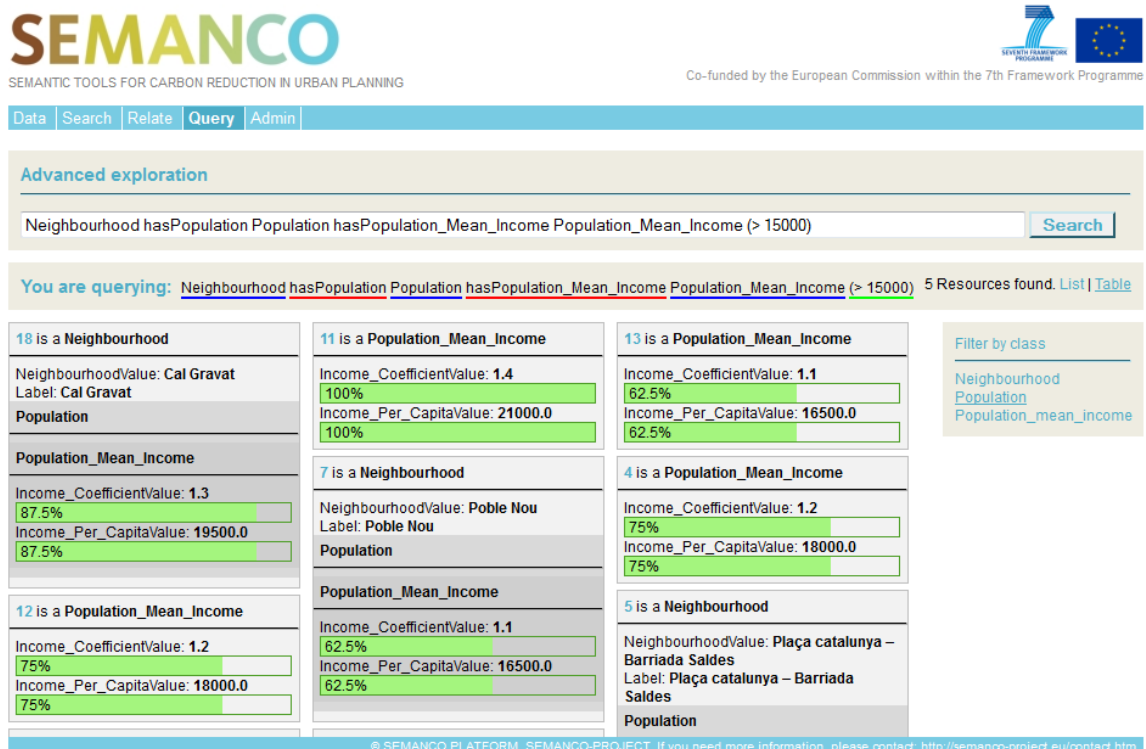 SEMANCO
SEMANTIC TOOLS FOR CARBON REDUCTION IN URBAN PLANNING
SEVENTH FRAMEWORK
PROGRAMME
Co-funded by the European Commission within the 7th Framework Programme
Data Search Relate Query Admin
Advanced exploration
Neighbourhood hasPopulation Population hasPopulation_Mean_Income Population_Mean_Income (> 15000)
Search
You are querying: Neighbourhood hasPopulation Population hasPopulation_Mean_Income Population_Mean_Income (> 15000) 5 Resources found. List | Table
18 is a Neighbourhood
NeighbourhoodValue: Cal Gravat
Label: Cal Gravat
Population
Population_Mean_Income
Income_CoefficientValue: 1.3
87.5%
Income_Per_CapitaValue: 19500.0
87.5%
12 is a Population_Mean_Income
Income_CoefficientValue: 1.2
75%
Income_Per_CapitaValue: 18000.0
75%
11 is a Population_Mean_Income
Income_CoefficientValue: 1.4
100%
Income_Per_CapitaValue: 21000.0
100%
7 is a Neighbourhood
NeighbourhoodValue: Poble Nou
Label: Poble Nou
Population
Population_Mean_Income
Income_CoefficientValue: 1.1
62.5%
Income_Per_CapitaValue: 16500.0
62.5%
13 is a Population_Mean_Income
Income_CoefficientValue: 1.1
62.5%
Income_Per_CapitaValue: 16500.0
62.5%
4 is a Population_Mean_Income
Income_CoefficientValue: 1.2
75%
Income_Per_CapitaValue: 18000.0
75%
5 is a Neighbourhood
NeighbourhoodValue: Plaça catalunya –
Barriada Saldes
Label: Plaça catalunya – Barriada
Saldes
Population
Filter by class
Neighbourhood
Population
Population_mean_income
© SEMANCO PLATFORM. SEMANCO-PROJECT. If you need more information, please contact: http://semanco-project.eu/contact.htm